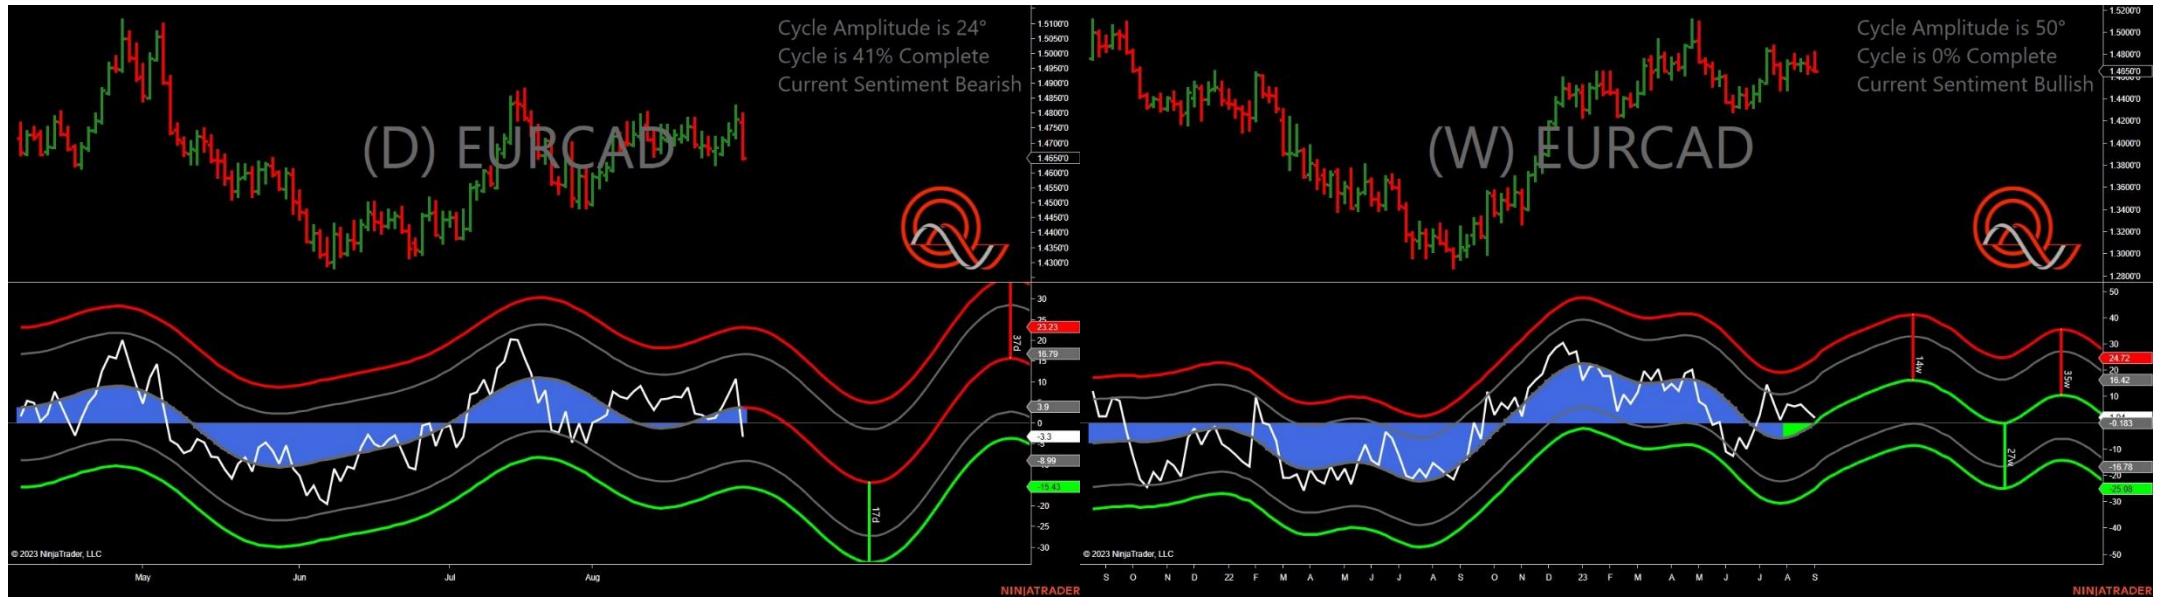 Cycle Amplitude is 24°
Cycle is 41% Complete
Current Sentiment Bearish
(D) EURCAD
1.5100'0
1.5050'0
1.5000'0
1.4950'0
1.4900'0
1.4850'0
1.4800'0
1.4750'0
1.4700'0
1.4650'0
1.4600'0
1.4550'0
1.4500'0
1.4450'0
1.4400'0
1.4350'0
1.4300'0
30
25
23.23
16.79
15
10
5
3.9
0
-3.3
-8.99
-15.43
-20
-25
-30
37d
17d
© 2023 NinjaTrader, LLC
May
Jun
Jul
Aug
NINJATRADER
Cycle Amplitude is 50°
Cycle is 0% Complete
Current Sentiment Bullish
(W) EURCAD
1.5200'0
1.5000'0
1.4800'0
1.4650'0
1.4400'0
1.4000'0
1.3600'0
1.3400'0
1.3200'0
1.3000'0
1.2800'0
50
40
30
24.72
20
16.42
10
-0.183
-10
-16.78
-20
-25.08
-30
-40
-50
14w
27w
35w
© 2023 NinjaTrader, LLC
S O N D 22 F M A M J J A S O N D 23 F M A M J J A S
NINJATRADER